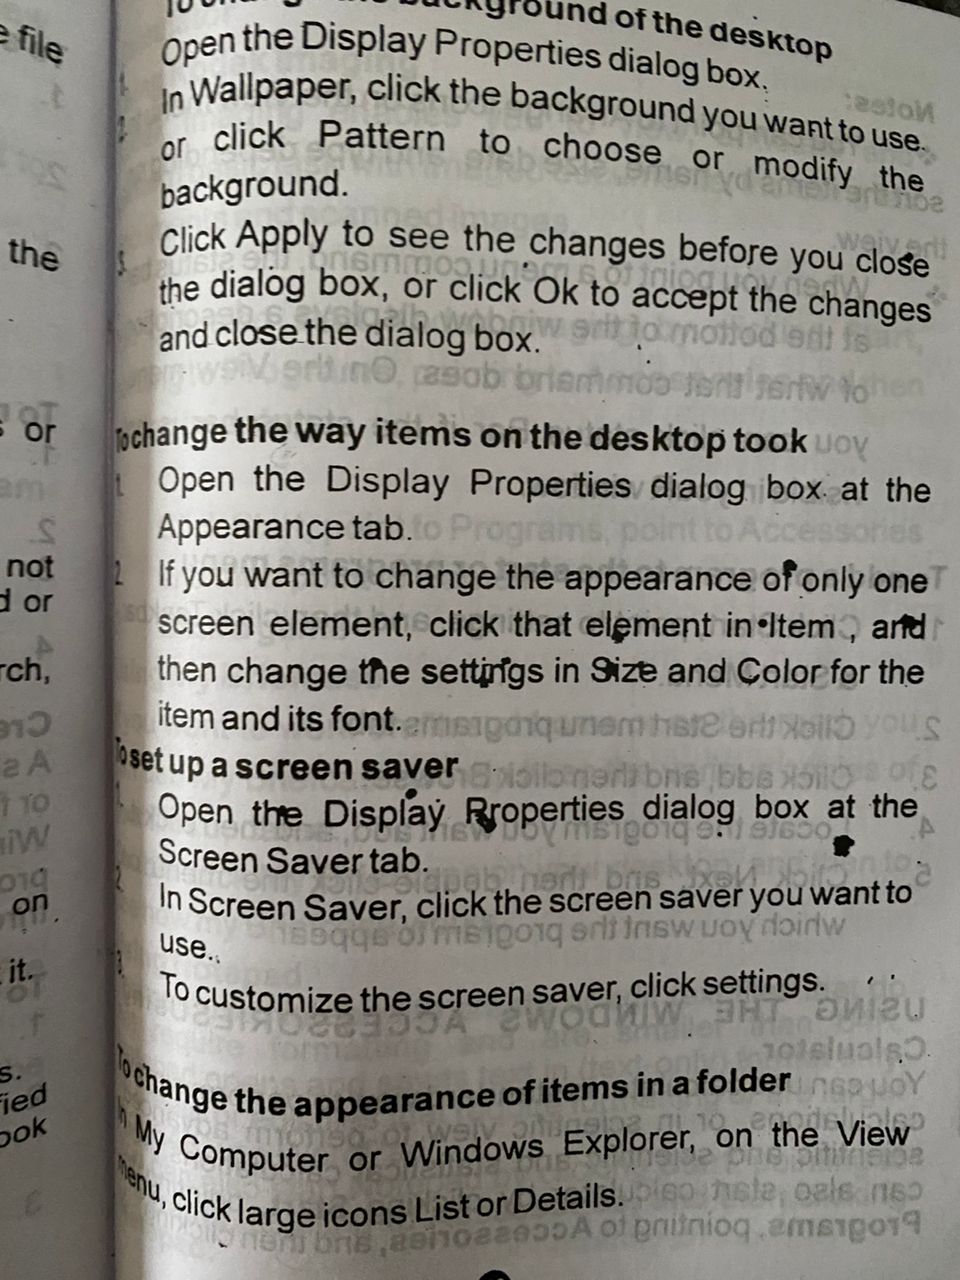 e file
the
s or
not
d or
rch,
on
it.
s.
ied
ook
To change the background of the desktop
1. Open the Display Properties dialog box.
2. In Wallpaper, click the background you want to use.
or click Pattern to choose or modify the
background.
3. Click Apply to see the changes before you close
the dialog box, or click Ok to accept the changes
and close the dialog box.
To change the way items on the desktop took
1. Open the Display Properties dialog box at the
Appearance tab.
2. If you want to change the appearance of only one
screen element, click that element in Item , and
then change the settings in Size and Color for the
item and its font.
To set up a screen saver
1. Open the Display Properties dialog box at the
Screen Saver tab.
2. In Screen Saver, click the screen saver you want to
use..
3. To customize the screen saver, click settings.
To change the appearance of items in a folder
In My Computer or Windows Explorer, on the View
menu, click large icons List or Details.